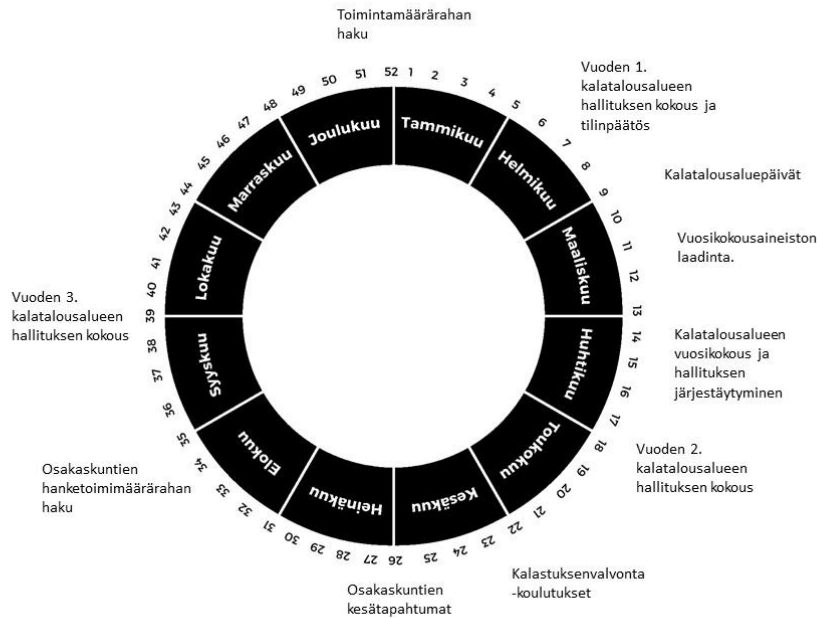 Toimintamäärärahan
haku
Vuoden 1.
kalatalousalueen
hallituksen kokous ja
tilinpäätös
Kalatalousaluepäivät
Vuosikokousaineiston
laadinta.
Kalatalousalueen
vuosikokous ja
hallituksen
järjestäytyminen
Vuoden 2.
kalatalousalueen
hallituksen kokous
Kalastuksenvalvonta
-koulutukset
Osakaskuntien
kesätapahtumat
Osakaskuntien
hanketoimimäärärahan
haku
Vuoden 3.
kalatalousalueen
hallituksen kokous
Tammikuu
Helmikuu
Maaliskuu
Huhtikuu
Toukokuu
Kesäkuu
Heinäkuu
Elokuu
Syyskuu
Lokakuu
Marraskuu
Joulukuu
1
2
3
4
5
6
7
8
9
10
11
12
13
14
15
16
17
18
19
20
21
22
23
24
25
26
27
28
29
30
31
32
33
34
35
36
37
38
39
40
41
42
43
44
45
46
47
48
49
50
51
52